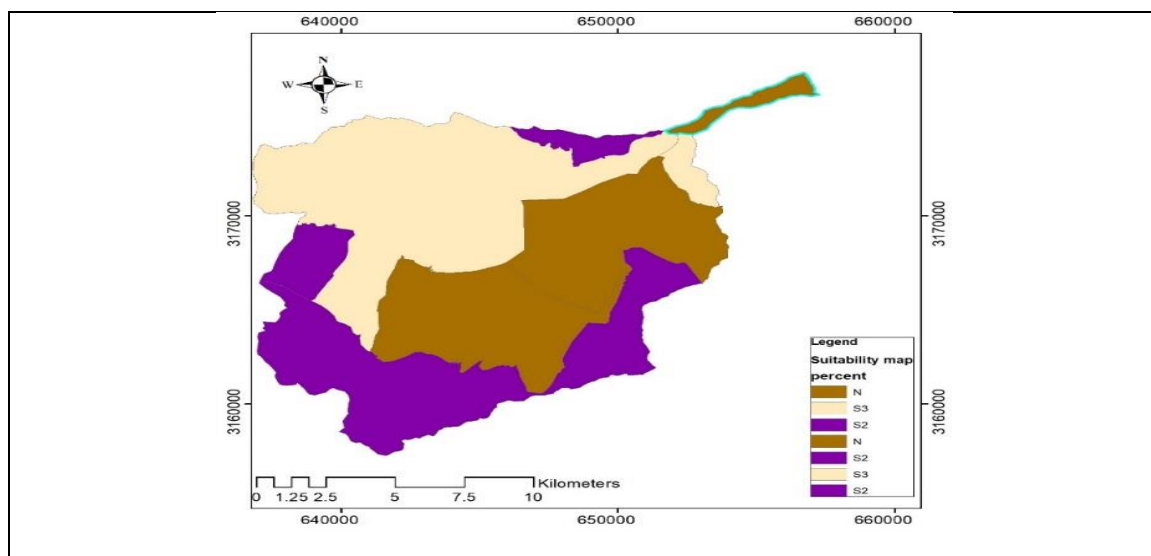 640000 650000 660000
N
W E
S
3170000 3170000
3160000 3160000
Legend
Suitability map
percent
N
S3
S2
N
S2
S3
S2
Kilometers
0 1.25 2.5 5 7.5 10
640000 650000 660000